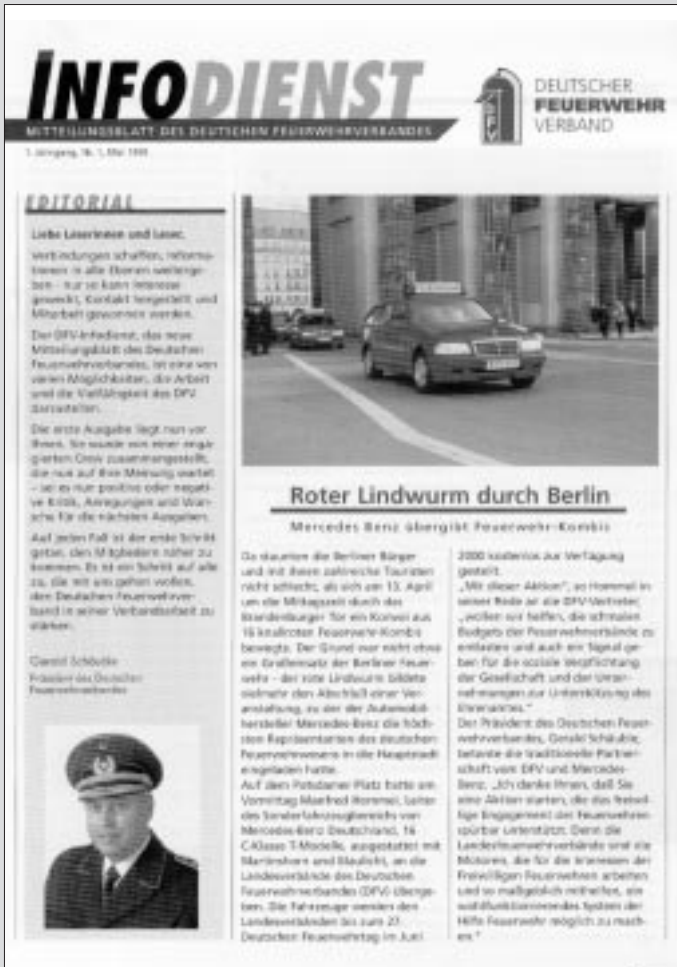 INFODIENST
MITTEILUNGSBLATT DES DEUTSCHEN FEUERWEHRVERBANDES
DEUTSCHER
FEUERWEHR
VERBAND
DFV
1. Jahrgang, Nr. 1, Mai 1999
EDITORIAL
Liebe Leserinnen und Leser,
Verbindungen schaffen, Informa-
tionen in alle Ebenen weiterge-
ben - nur so kann Interesse
geweckt, Kontakt hergestellt und
Mitarbeit gewonnen werden.
Der DFV-Infodienst, das neue
Mitteilungsblatt des Deutschen
Feuerwehrverbandes, ist eine von
vielen Möglichkeiten, die Arbeit
und die Vielfältigkeit des DFV
darzustellen.
Die erste Ausgabe liegt nun vor
Ihnen. Sie wurde von einer enga-
gierten Crew zusammengestellt,
die nun auf Ihre Meinung wartet
- sei es nun positive oder negati-
ve Kritik, Anregungen und Wün-
sche für die nächsten Ausgaben.
Auf jeden Fall ist der erste Schritt
getan, den Mitgliedern näher zu
kommen. Es ist ein Schritt auf alle
zu, die mit uns gehen wollen,
den Deutschen Feuerwehrver-
band in seiner Verbandsarbeit zu
stärken.
Gerald Schäuble
Präsident des Deutschen
Feuerwehrverbandes
Roter Lindwurm durch Berlin
Mercedes Benz übergibt Feuerwehr-Kombis
Da staunten die Berliner Bürger
und mit ihnen zahlreiche Touristen
nicht schlecht, als sich am 13. April
um die Mittagszeit durch das
Brandenburger Tor ein Konvoi aus
16 knallroten Feuerwehr-Kombis
bewegte. Der Grund war nicht etwa
ein Großeinsatz der Berliner Feuer-
wehr - der rote Lindwurm bildete
vielmehr den Abschluß einer Ver-
anstaltung, zu der der Automobil-
hersteller Mercedes-Benz die höch-
sten Repräsentanten des deutschen
Feuerwehrwesens in die Hauptstadt
eingeladen hatte.
Auf dem Potsdamer Platz hatte am
Vormittag Manfred Hommel, Leiter
des Sonderfahrzeugbereichs von
Mercedes-Benz Deutschland, 16
C-Klasse T-Modelle, ausgestattet mit
Martinshorn und Blaulicht, an die
Landesverbände des Deutschen
Feuerwehrverbandes (DFV) überge-
ben. Die Fahrzeuge werden den
Landesverbänden bis zum 27.
Deutschen Feuerwehrtag im Juni
2000 kostenlos zur Verfügung
gestellt.
„Mit dieser Aktion", so Hommel in
seiner Rede an die DFV-Vertreter,
„wollen wir helfen, die schmalen
Budgets der Feuerwehrverbände zu
entlasten und auch ein Signal ge-
ben für die soziale Verpflichtung
der Gesellschaft und der Unter-
nehmungen zur Unterstützung des
Ehrenamtes."
Der Präsident des Deutschen Feuer-
wehrverbandes, Gerald Schäuble,
betonte die traditionelle Partner-
schaft vom DFV und Mercedes-
Benz. „Ich danke Ihnen, daß Sie
eine Aktion starten, die das freiwil-
lige Engagement der Feuerwehren
spürbar unterstützt. Denn die
Landesfeuerwehrverbände sind die
Motoren, die für die Interessen der
Freiwilligen Feuerwehren arbeiten
und so maßgeblich mithelfen, ein
wohlfunktionierendes System der
Hilfe Feuerwehr möglich zu mach-
en."